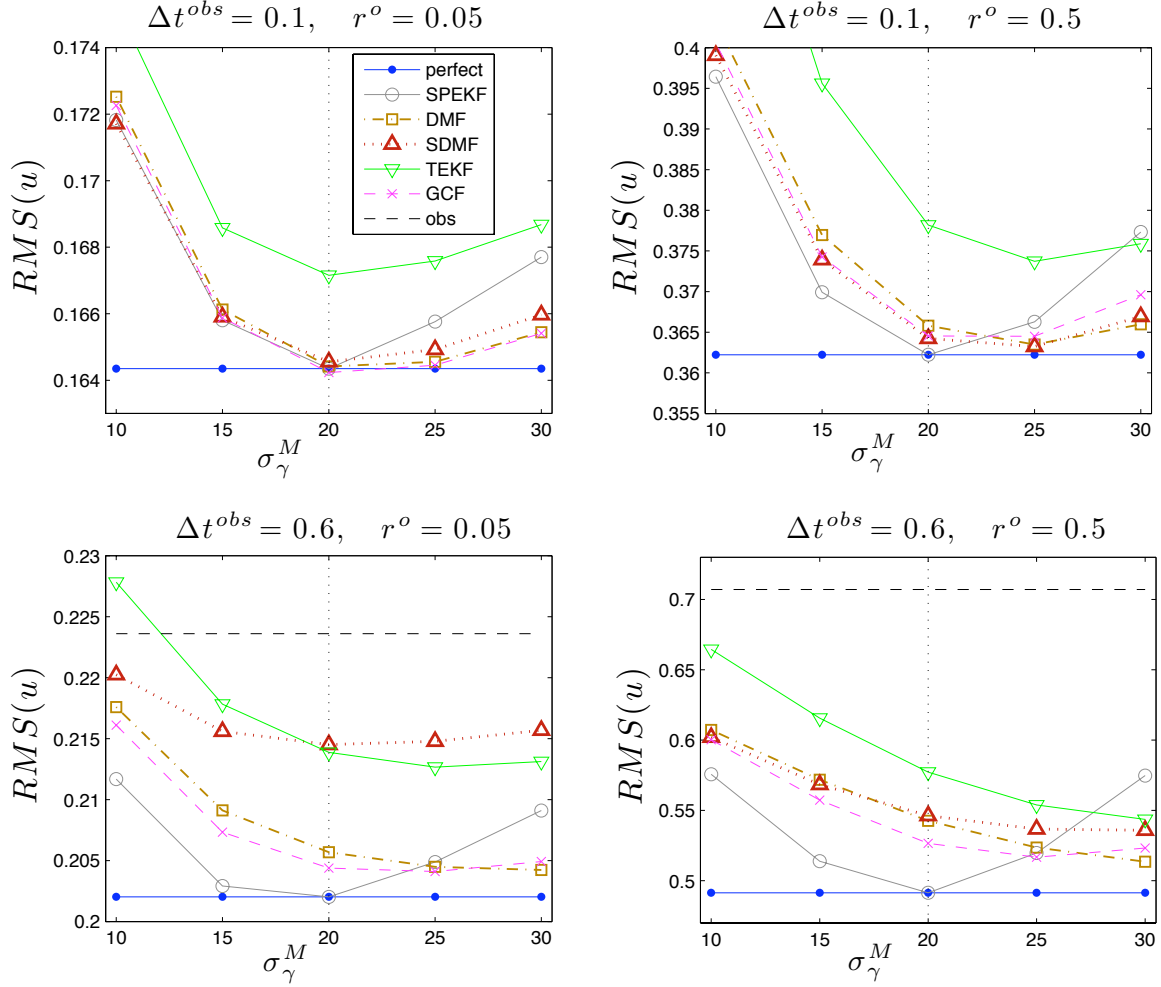 Δt^{obs} = 0.1, r^o = 0.05
RMS(u)
0.174
0.172
0.17
0.168
0.166
0.164
10 15 20 25 30
σ_γ^M
perfect
SPEKF
DMF
SDMF
TEKF
GCF
obs
Δt^{obs} = 0.1, r^o = 0.5
RMS(u)
0.4
0.395
0.39
0.385
0.38
0.375
0.37
0.365
0.36
0.355
10 15 20 25 30
σ_γ^M
Δt^{obs} = 0.6, r^o = 0.05
RMS(u)
0.23
0.225
0.22
0.215
0.21
0.205
0.2
10 15 20 25 30
σ_γ^M
Δt^{obs} = 0.6, r^o = 0.5
RMS(u)
0.7
0.65
0.6
0.55
0.5
10 15 20 25 30
σ_γ^M